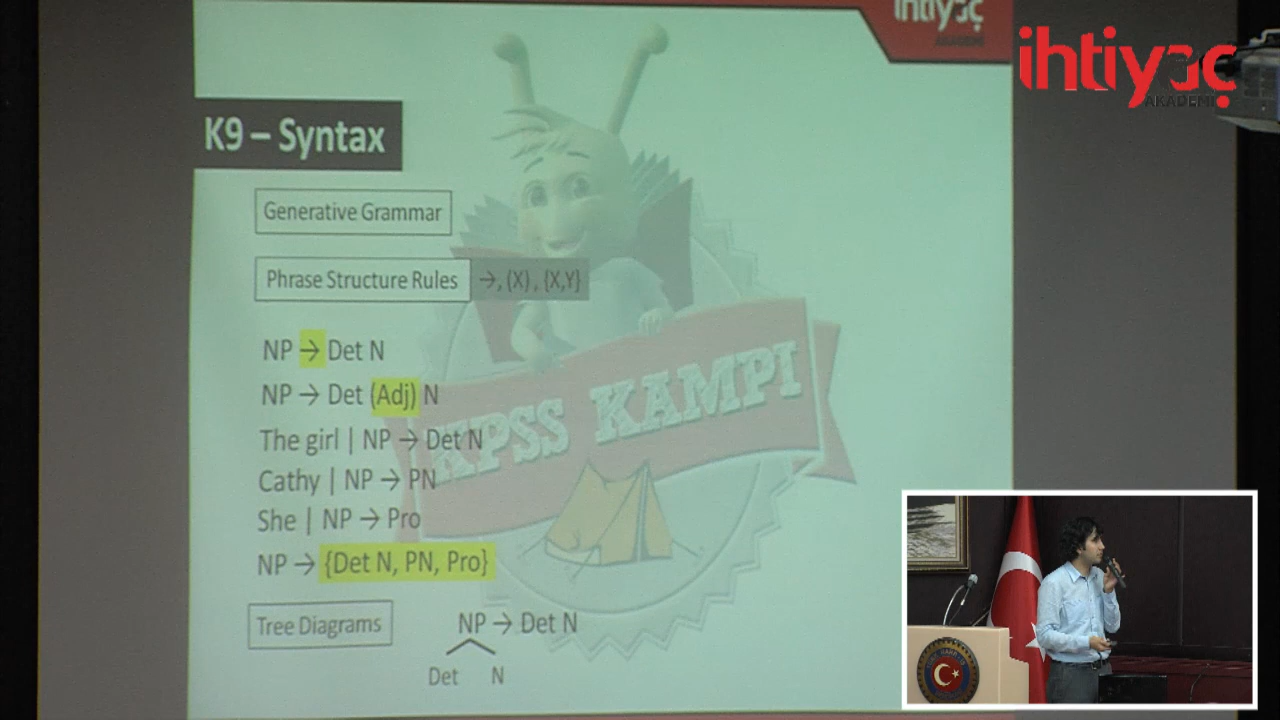 ihtiyaç
AKADEMİ
ihtiyaç
AKADEMİ
K9 – Syntax
Generative Grammar
Phrase Structure Rules →, (X) , {X,Y}
NP → Det N
NP → Det (Adj) N
The girl | NP → Det N
Cathy | NP → PN
She | NP → Pro
NP → {Det N, PN, Pro}
KPSS KAMPI
Tree Diagrams
NP → Det N
Det N